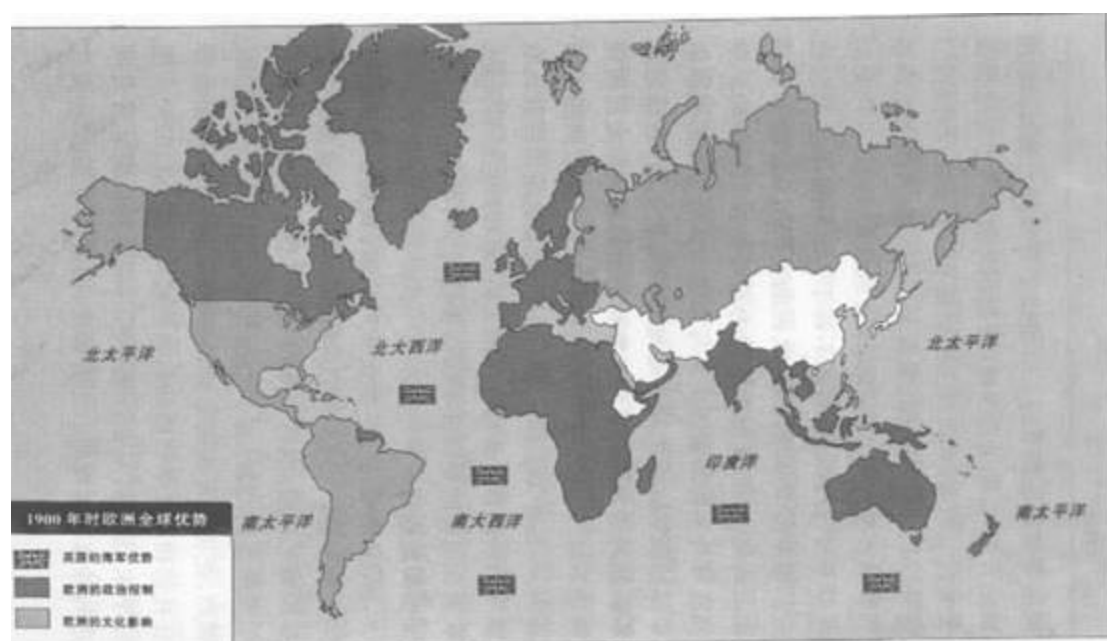 北太平洋
北大西洋
北太平洋
印度洋
南太平洋
南大西洋
南太平洋
1900年时欧洲全球优势
英国的海军优势
欧洲的政治控制
欧洲的文化影响